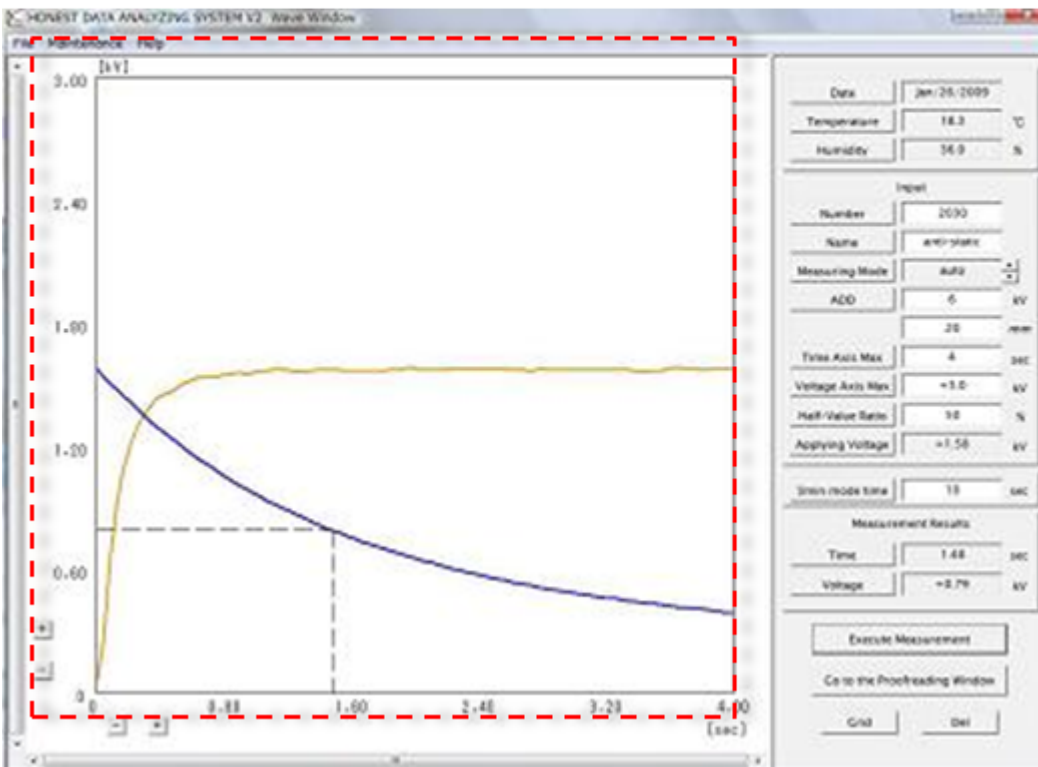 HONEST DATA ANALYZING SYSTEM V2 Wave Window
File Maintenance Help
[kV]
3.00
2.40
1.80
1.20
0.60
0
0 0.80 1.60 2.40 3.20 4.00
[sec]
+
-
- +
Date Jan/26/2009
Temperature 18.3 ℃
Humidity 36.0 %
Input
Number 2030
Name anti-static
Measuring Mode auto
ADD 6 kV
20 mm
Time Axis Max 4 sec
Voltage Axis Max +3.0 kV
Half-Value Ratio 50 %
Applying Voltage +1.58 kV
5min mode time 10 sec
Measurement Results
Time 1.48 sec
Voltage +0.79 kV
Execute Measurement
Go to the Proofreading Window
Grid Del